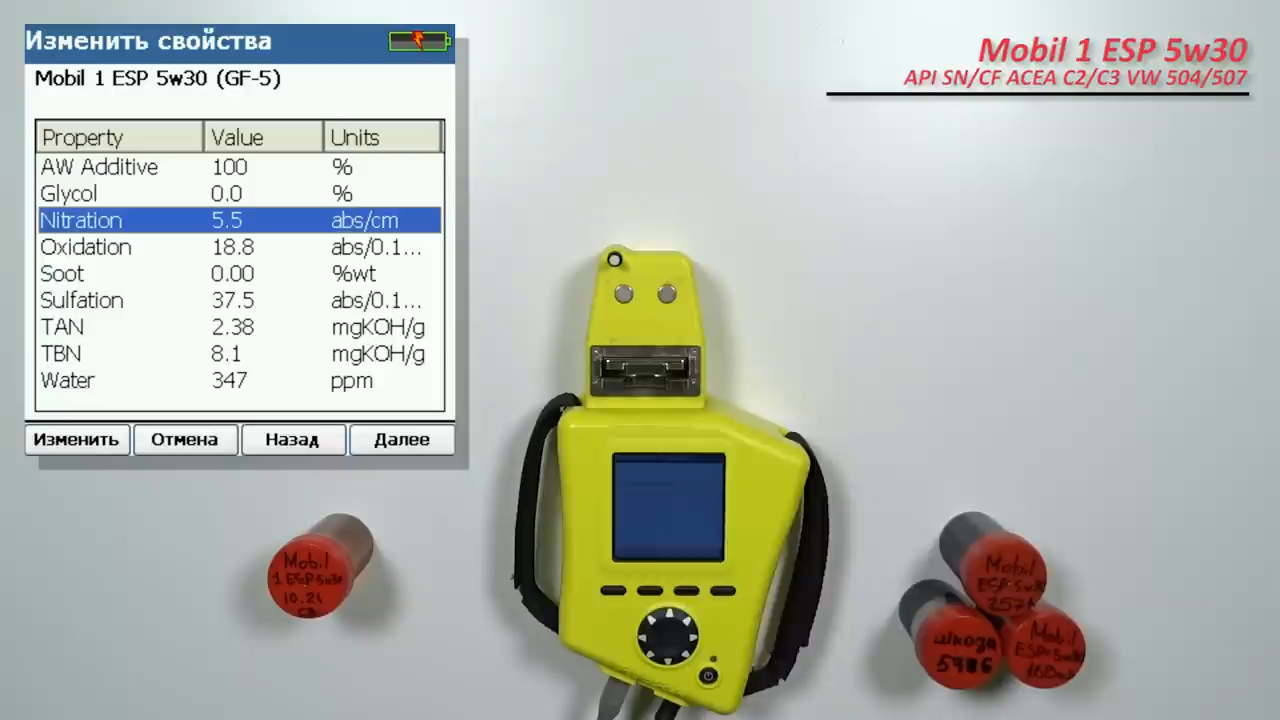 Изменить свойства
Mobil 1 ESP 5w30 (GF-5)
Property Value Units
AW Additive 100 %
Glycol 0.0 %
Nitration 5.5 abs/cm
Oxidation 18.8 abs/0.1...
Soot 0.00 %wt
Sulfation 37.5 abs/0.1...
TAN 2.38 mgKOH/g
TBN 8.1 mgKOH/g
Water 347 ppm
Изменить Отмена Назад Далее
Mobil 1 ESP 5w30
API SN/CF ACEA C2/C3 VW 504/507
Mobil
1 ESP 5w30
10.24
Mobil
ESP 5w30
257
шкода
5986
Mobil
ESP 5w30
160